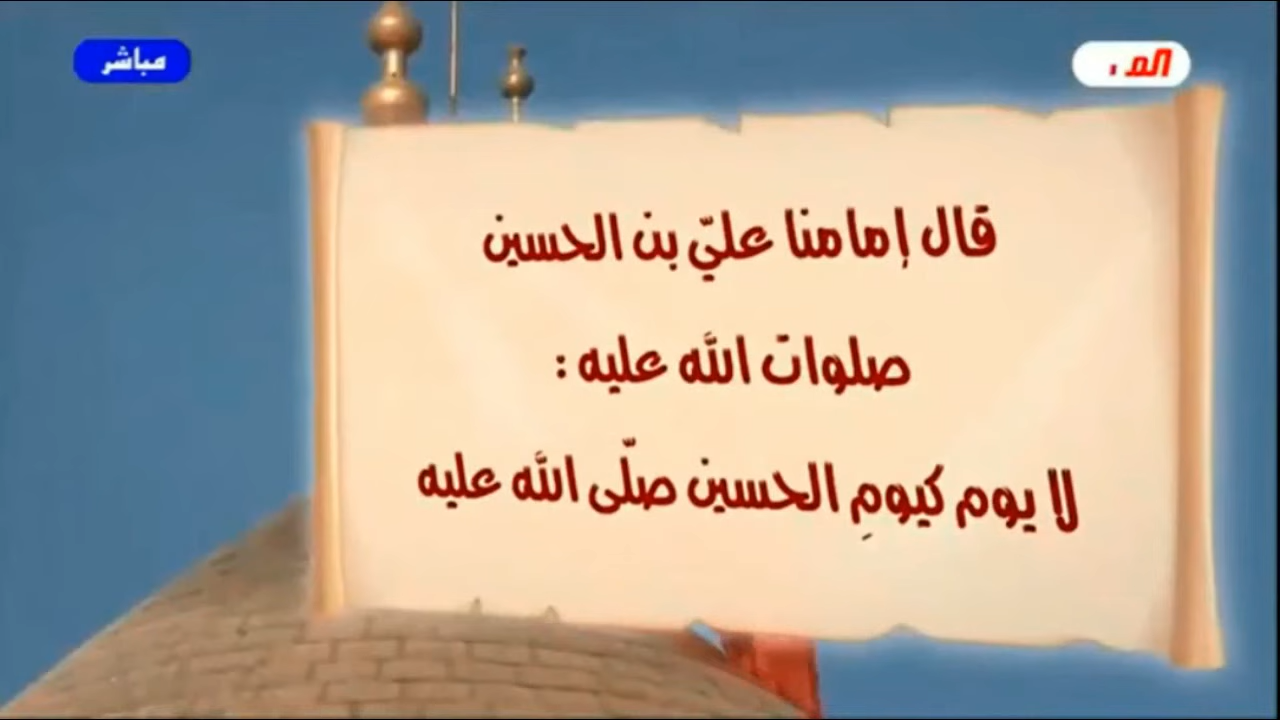 مباشر
قال إمامنا عليّ بن الحسين
صلوات الله عليه :
لا يوم كيومِ الحسين صلّى الله عليه